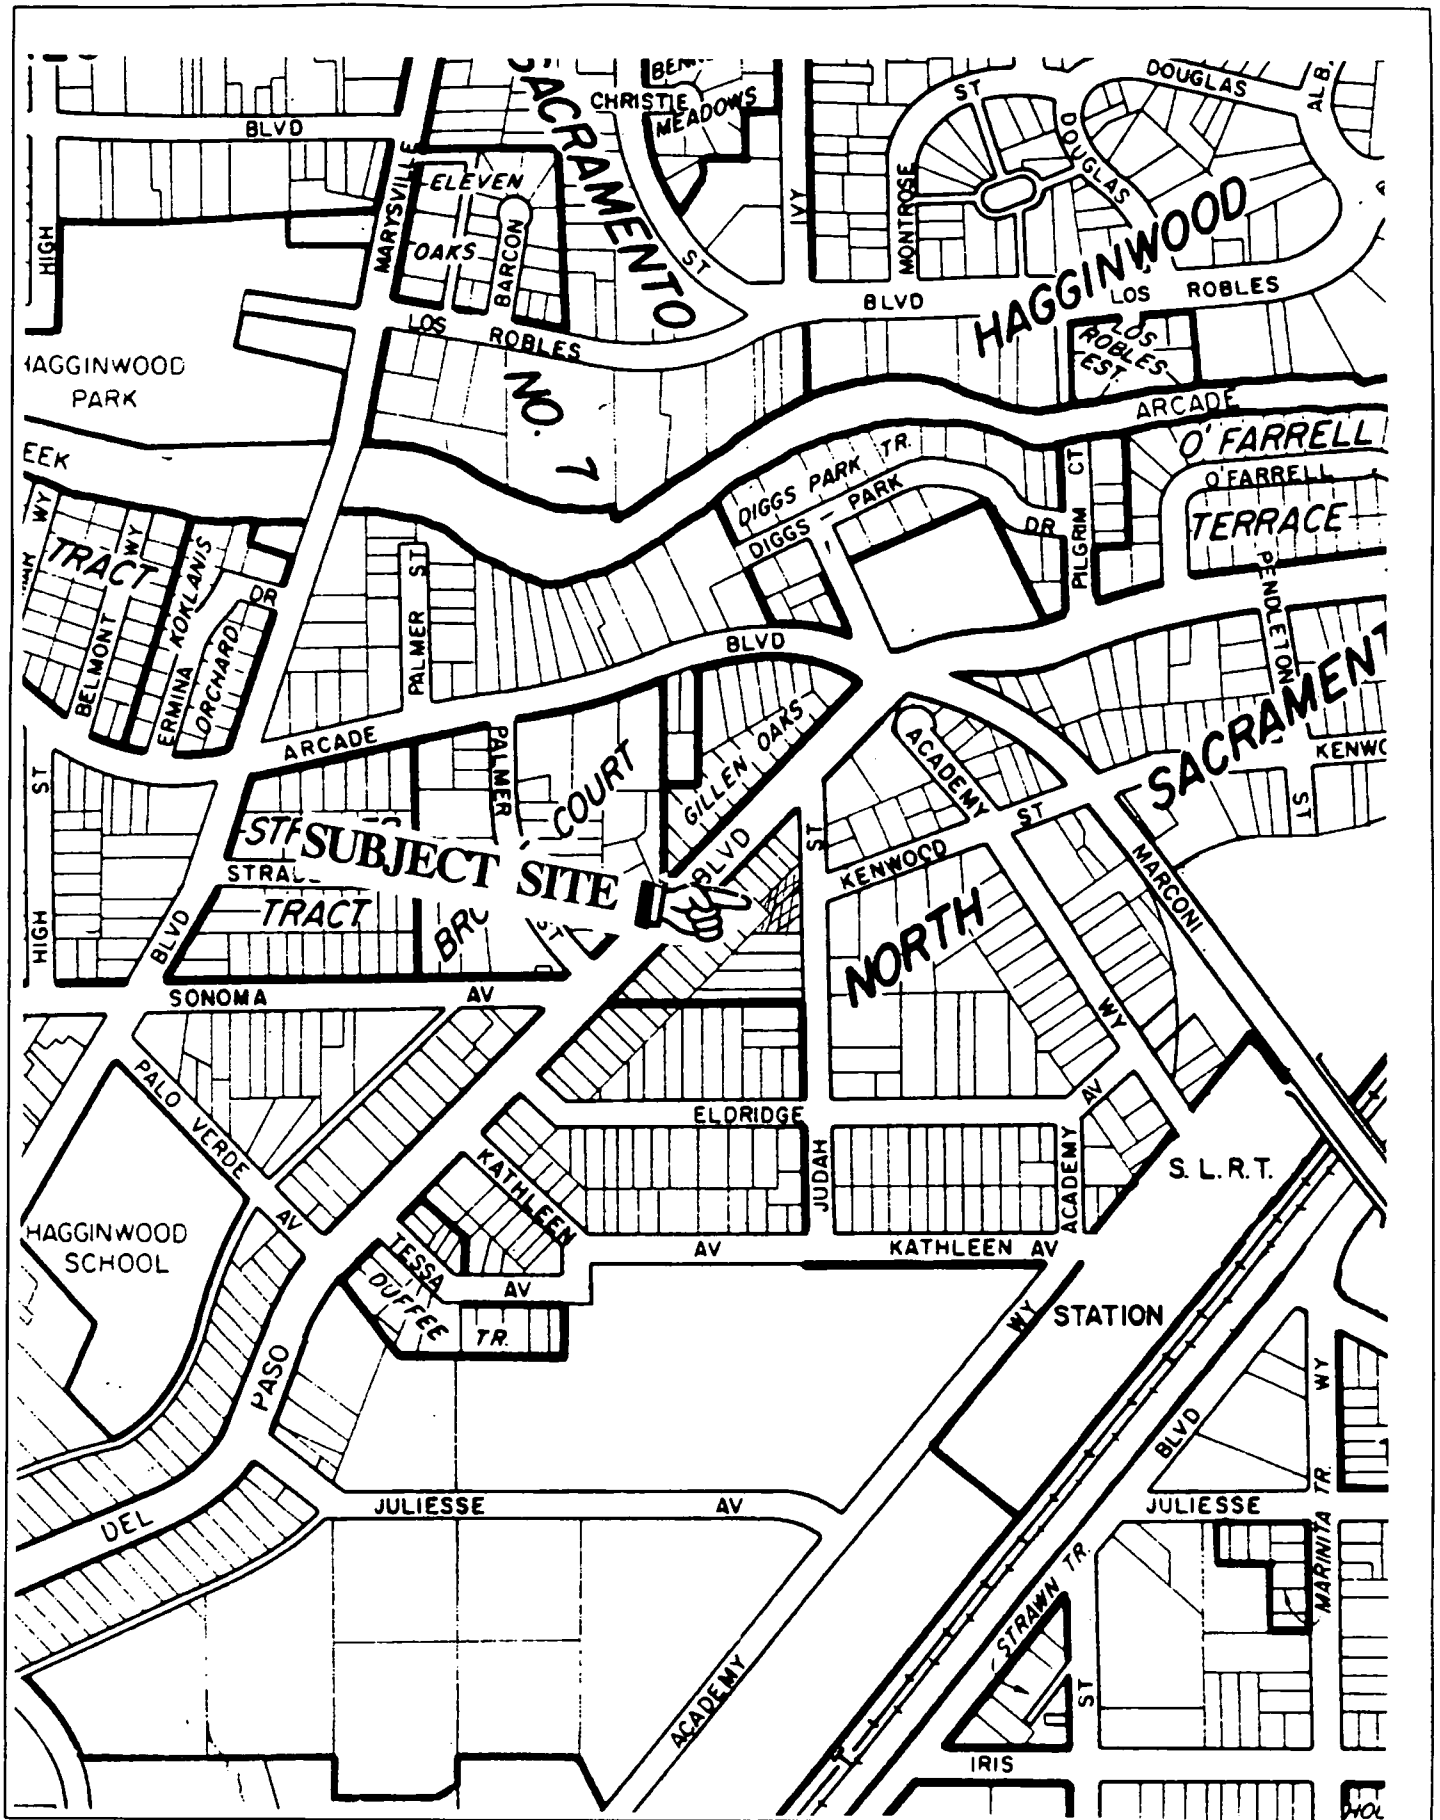 SACRAMENTO
NO. 7
CHRISTIE
MEADOWS
ST
DOUGLAS
BLVD
ELEVEN
OAKS
BARCON
MARYSVILLE
HIGH
IVY
MONTROSE
DOUGLAS
HAGGINWOOD
ST
BLVD
LOS ROBLES
LOS ROBLES
LOS
ROBLES
EST.
HAGGINWOOD
PARK
ARCADE
O'FARRELL
O'FARRELL
TERRACE
WY
TRACT
WY
BELMONT
KOKLANIS
ERMINA
ORCHARD
DR
PALMER ST
DIGGS PARK TR.
DIGGS PARK
DR
PILGRIM CT
PENDLETON
BLVD
ARCADE
PALMER
COURT
GILLEN OAKS
BLVD
ACADEMY
KENWOOD ST
ST
MARCONI
ST
SUBJECT SITE
TRACT
ST
HIGH
ST
BLVD
NORTH
SONOMA AV
WY
PALO VERDE
AV
ELDRIDGE
AV
KATHLEEN
JUDAH
ACADEMY
S. L. R. T.
HAGGINWOOD
SCHOOL
TESSA
AV
DUFFEE
TR.
AV
KATHLEEN AV
STATION
WY
WY
PASO
DEL
BLVD
JULIESSE AV
JULIESSE
TR.
MARINITA
STRAWN TR.
ACADEMY
ST
IRIS